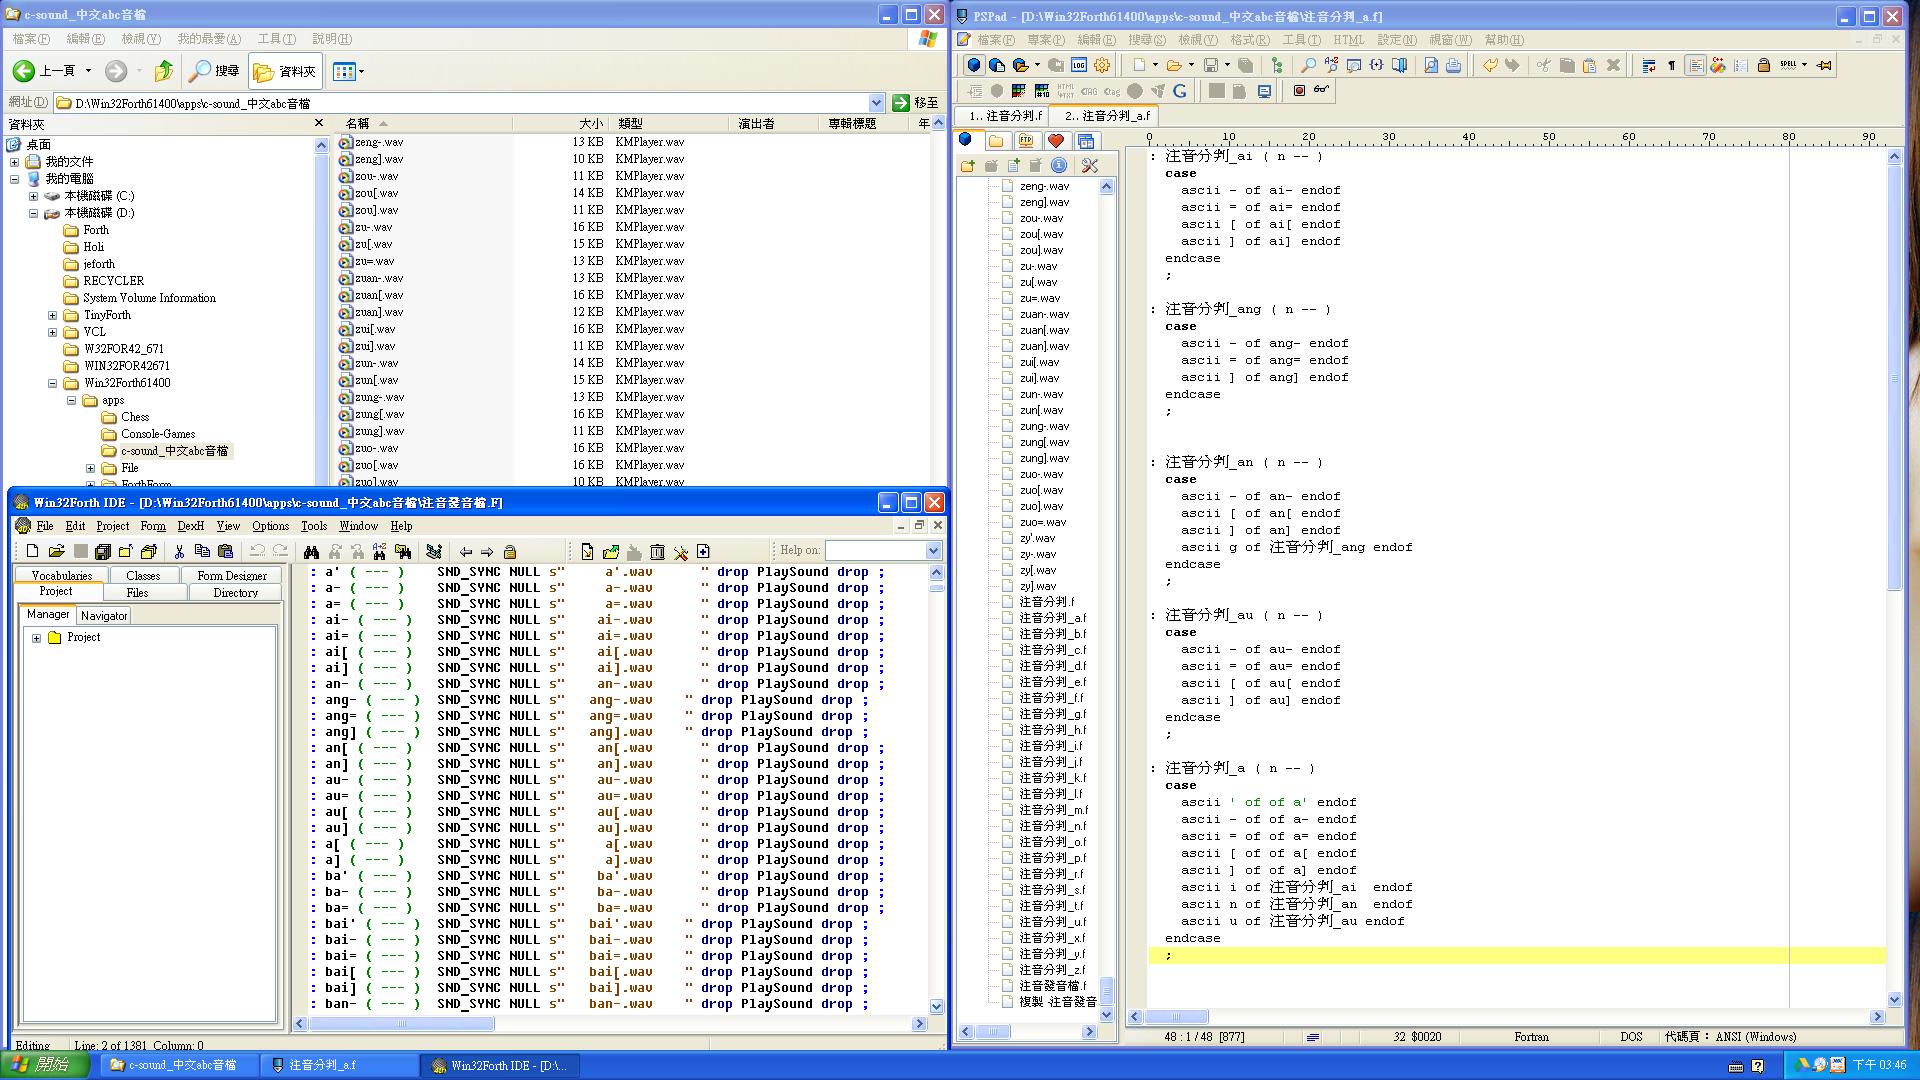 c-sound_中文abc音檔
檔案(F) 編輯(E) 檢視(V) 我的最愛(A) 工具(T) 說明(H)
上一頁 搜尋 資料夾
網址(D) D:\Win32Forth61400\apps\c-sound_中文abc音檔 移至
資料夾
桌面
我的文件
我的電腦
本機磁碟 (C:)
本機磁碟 (D:)
Forth
Holi
jeforth
RECYCLER
System Volume Information
TinyForth
VCL
W32FOR42_671
WIN32FOR42671
Win32Forth61400
apps
Chess
Console-Games
c-sound_中文abc音檔
File
ForthForm
名稱 大小 類型 演出者 專輯標題 年
zeng-.wav 13 KB KMPlayer.wav
zeng].wav 10 KB KMPlayer.wav
zou-.wav 11 KB KMPlayer.wav
zou[.wav 14 KB KMPlayer.wav
zou].wav 11 KB KMPlayer.wav
zu-.wav 16 KB KMPlayer.wav
zu[.wav 15 KB KMPlayer.wav
zu=.wav 13 KB KMPlayer.wav
zuan-.wav 13 KB KMPlayer.wav
zuan[.wav 16 KB KMPlayer.wav
zuan].wav 12 KB KMPlayer.wav
zui[.wav 16 KB KMPlayer.wav
zui].wav 11 KB KMPlayer.wav
zun-.wav 14 KB KMPlayer.wav
zun[.wav 15 KB KMPlayer.wav
zung-.wav 13 KB KMPlayer.wav
zung[.wav 16 KB KMPlayer.wav
zung].wav 11 KB KMPlayer.wav
zuo-.wav 16 KB KMPlayer.wav
zuo[.wav 16 KB KMPlayer.wav
zuo].wav 10 KB KMPlayer.wav
Win32Forth IDE - [D:\Win32Forth61400\apps\c-sound_中文abc音檔\注音發音檔.F]
File Edit Project Form DexH View Options Tools Window Help
Help on:
Vocabularies Classes Form Designer
Project Files Directory
Manager Navigator
Project
: a' ( --- ) SND_SYNC NULL s" a'.wav " drop PlaySound drop ;
: a- ( --- ) SND_SYNC NULL s" a-.wav " drop PlaySound drop ;
: a= ( --- ) SND_SYNC NULL s" a=.wav " drop PlaySound drop ;
: ai- ( --- ) SND_SYNC NULL s" ai-.wav " drop PlaySound drop ;
: ai= ( --- ) SND_SYNC NULL s" ai=.wav " drop PlaySound drop ;
: ai[ ( --- ) SND_SYNC NULL s" ai[.wav " drop PlaySound drop ;
: ai] ( --- ) SND_SYNC NULL s" ai].wav " drop PlaySound drop ;
: an- ( --- ) SND_SYNC NULL s" an-.wav " drop PlaySound drop ;
: ang- ( --- ) SND_SYNC NULL s" ang-.wav " drop PlaySound drop ;
: ang= ( --- ) SND_SYNC NULL s" ang=.wav " drop PlaySound drop ;
: ang] ( --- ) SND_SYNC NULL s" ang].wav " drop PlaySound drop ;
: an[ ( --- ) SND_SYNC NULL s" an[.wav " drop PlaySound drop ;
: an] ( --- ) SND_SYNC NULL s" an].wav " drop PlaySound drop ;
: au- ( --- ) SND_SYNC NULL s" au-.wav " drop PlaySound drop ;
: au= ( --- ) SND_SYNC NULL s" au=.wav " drop PlaySound drop ;
: au[ ( --- ) SND_SYNC NULL s" au[.wav " drop PlaySound drop ;
: au] ( --- ) SND_SYNC NULL s" au].wav " drop PlaySound drop ;
: a[ ( --- ) SND_SYNC NULL s" a[.wav " drop PlaySound drop ;
: a] ( --- ) SND_SYNC NULL s" a].wav " drop PlaySound drop ;
: ba' ( --- ) SND_SYNC NULL s" ba'.wav " drop PlaySound drop ;
: ba- ( --- ) SND_SYNC NULL s" ba-.wav " drop PlaySound drop ;
: ba= ( --- ) SND_SYNC NULL s" ba=.wav " drop PlaySound drop ;
: bai' ( --- ) SND_SYNC NULL s" bai'.wav " drop PlaySound drop ;
: bai- ( --- ) SND_SYNC NULL s" bai-.wav " drop PlaySound drop ;
: bai= ( --- ) SND_SYNC NULL s" bai=.wav " drop PlaySound drop ;
: bai[ ( --- ) SND_SYNC NULL s" bai[.wav " drop PlaySound drop ;
: bai] ( --- ) SND_SYNC NULL s" bai].wav " drop PlaySound drop ;
: ban- ( --- ) SND_SYNC NULL s" ban-.wav " drop PlaySound drop ;
Editing Line: 2 of 1381 Column: 0
PSPad - [D:\Win32Forth61400\apps\c-sound_中文abc音檔\注音分判_a.f]
檔案(F) 專案(P) 編輯(E) 搜尋(S) 檢視(V) 格式(R) 工具(T) HTML 設定(N) 視窗(W) 幫助(H)
1.. 注音分判.f 2.. 注音分判_a.f
0 10 20 30 40 50 60 70 80 90
zeng-.wav
zeng].wav
zou-.wav
zou[.wav
zou].wav
zu-.wav
zu[.wav
zu=.wav
zuan-.wav
zuan[.wav
zuan].wav
zui[.wav
zui].wav
zun-.wav
zun[.wav
zung-.wav
zung[.wav
zung].wav
zuo-.wav
zuo[.wav
zuo].wav
zuo=.wav
zy'.wav
zy-.wav
zy[.wav
zy].wav
注音分判.f
注音分判_a.f
注音分判_b.f
注音分判_c.f
注音分判_d.f
注音分判_e.f
注音分判_f.f
注音分判_g.f
注音分判_h.f
注音分判_i.f
注音分判_j.f
注音分判_k.f
注音分判_l.f
注音分判_m.f
注音分判_n.f
注音分判_o.f
注音分判_p.f
注音分判_r.f
注音分判_s.f
注音分判_t.f
注音分判_u.f
注音分判_x.f
注音分判_y.f
注音分判_z.f
注音發音檔.f
複製 注音發音
: 注音分判_ai ( n -- )
case
ascii - of ai- endof
ascii = of ai= endof
ascii [ of ai[ endof
ascii ] of ai] endof
endcase
;
: 注音分判_ang ( n -- )
case
ascii - of ang- endof
ascii = of ang= endof
ascii ] of ang] endof
endcase
;
: 注音分判_an ( n -- )
case
ascii - of an- endof
ascii [ of an[ endof
ascii ] of an] endof
ascii g of 注音分判_ang endof
endcase
;
: 注音分判_au ( n -- )
case
ascii - of au- endof
ascii = of au= endof
ascii [ of au[ endof
ascii ] of au] endof
endcase
;
: 注音分判_a ( n -- )
case
ascii ' of of a' endof
ascii - of of a- endof
ascii = of of a= endof
ascii [ of of a[ endof
ascii ] of of a] endof
ascii i of 注音分判_ai endof
ascii n of 注音分判_an endof
ascii u of 注音分判_au endof
endcase
;
48 : 1 / 48 [877] 32 $0020 Fortran DOS 代碼頁： ANSI (Windows)
開始 c-sound_中文abc音檔 注音分判_a.f Win32Forth IDE - [D:\... 下午 03:46